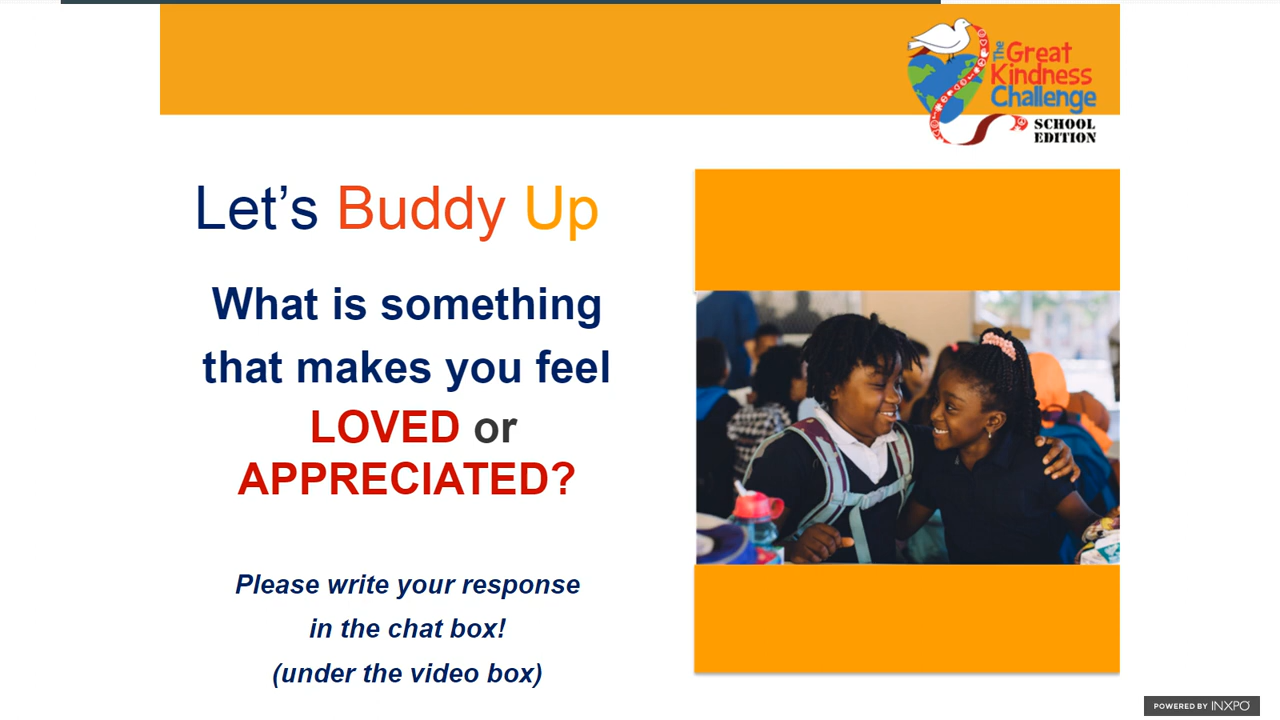 The
Great
Kindness
Challenge
SCHOOL
EDITION
Let's Buddy Up
What is something
that makes you feel
LOVED or
APPRECIATED?
Please write your response
in the chat box!
(under the video box)
POWERED BY INXPO